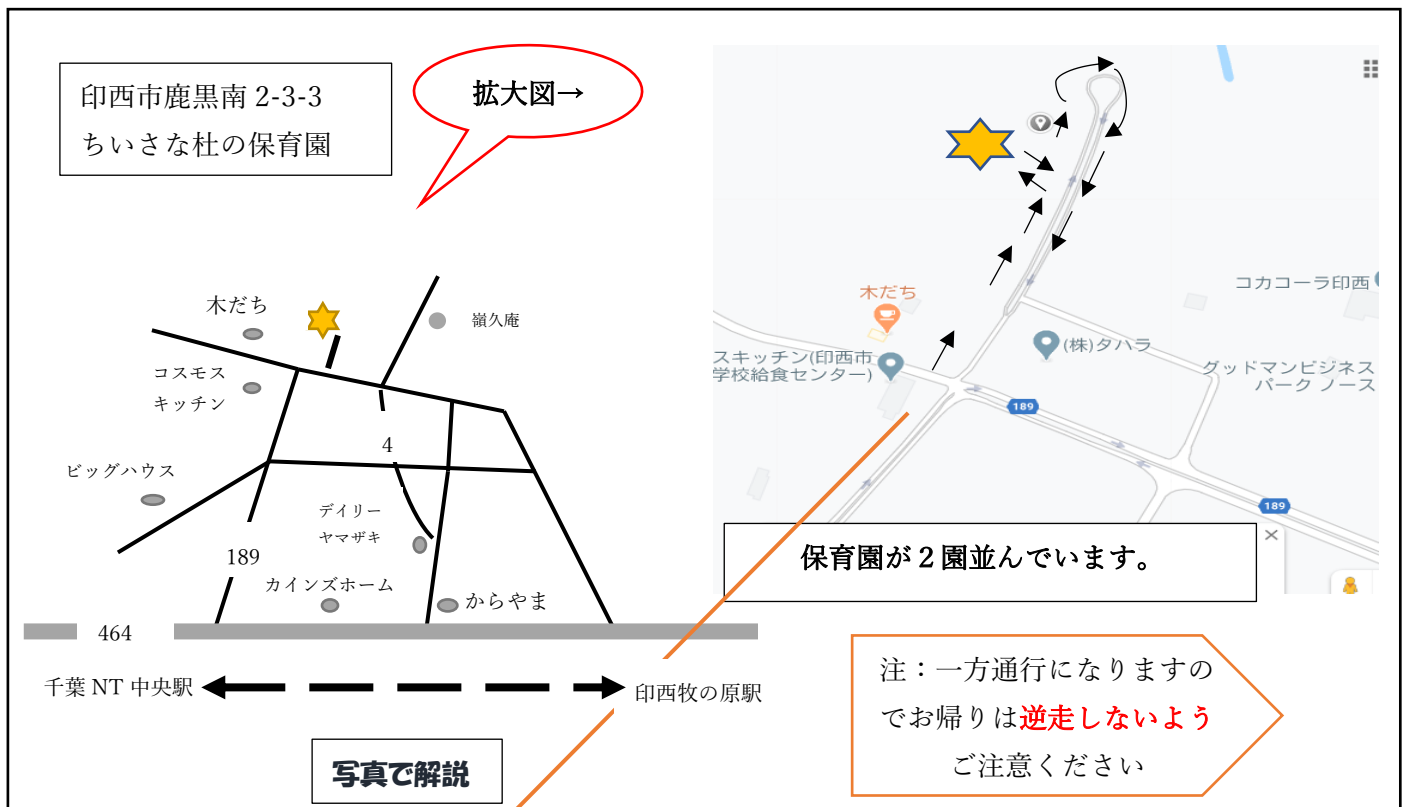 印西市鹿黒南 2-3-3
ちいさな杜の保育園
拡大図→
木だち
嶺久庵
コスモス
キッチン
4
ビッグハウス
デイリー
ヤマザキ
189
カインズホーム
からやま
464
千葉 NT 中央駅
印西牧の原駅
写真で解説
コカコーラ印西
木だち
(株)タハラ
スキッチン(印西市
学校給食センター)
グッドマンビジネス
パーク ノース
189
189
保育園が２園並んでいます。
注：一方通行になりますの
でお帰りは逆走しないよう
ご注意ください